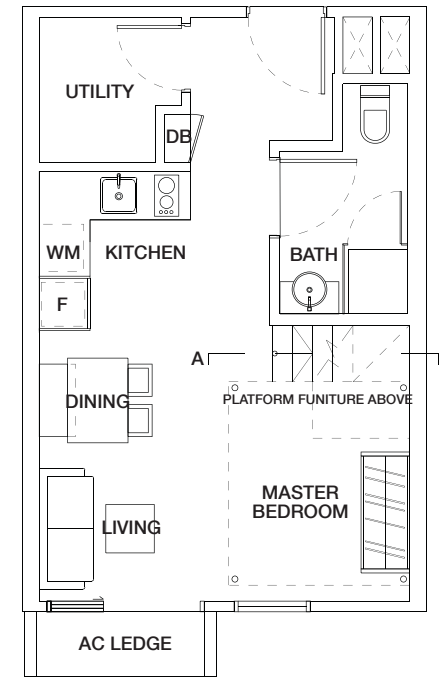 UTILITY
DB
WM
KITCHEN
BATH
F
A
DINING
PLATFORM FUNITURE ABOVE
MASTER
BEDROOM
LIVING
AC LEDGE